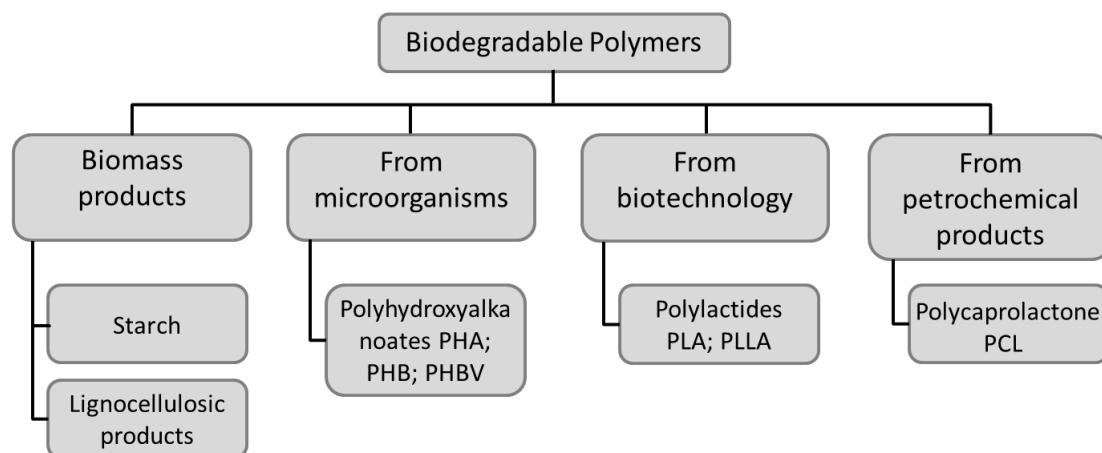 Biodegradable Polymers
Biomass
products
From
microorganisms
From
biotechnology
From
petrochemical
products
Starch
Lignocellulosic
products
Polyhydroxyalka
noates PHA;
PHB; PHBV
Polylactides
PLA; PLLA
Polycaprolactone
PCL